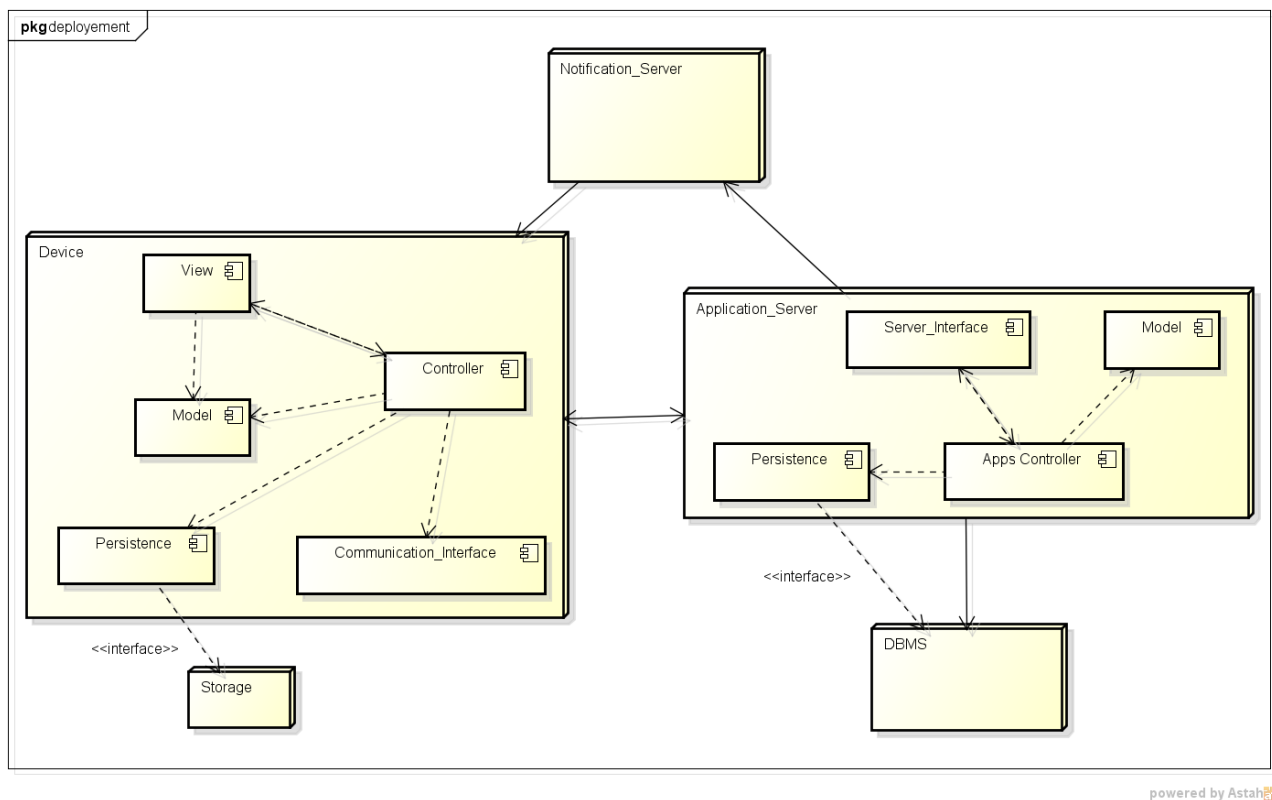 pkg deployement
Notification_Server
Device
View
Controller
Model
Persistence
Communication_Interface
<<interface>>
Storage
Application_Server
Server_Interface
Model
Persistence
Apps Controller
<<interface>>
DBMS
powered by Astah